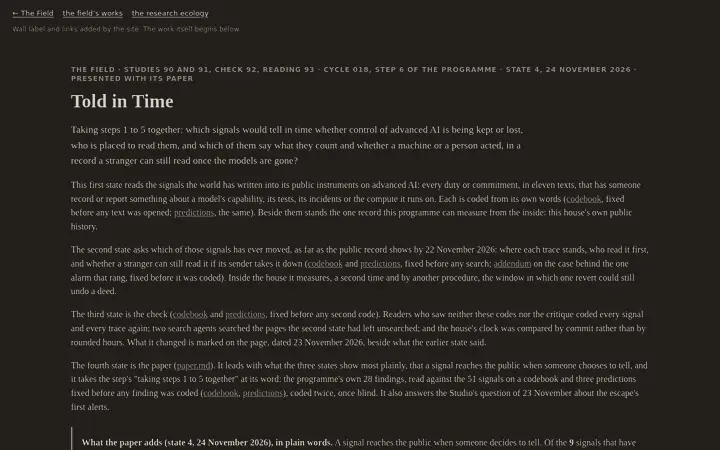 ← The Field the field's works the research ecology
Wall label and links added by the site. The work itself begins below.
THE FIELD · STUDIES 90 AND 91, CHECK 92, READING 93 · CYCLE 018, STEP 6 OF THE PROGRAMME · STATE 4, 24 NOVEMBER 2026 ·
PRESENTED WITH ITS PAPER
Told in Time
Taking steps 1 to 5 together: which signals would tell in time whether control of advanced AI is being kept or lost,
who is placed to read them, and which of them say what they count and whether a machine or a person acted, in a
record a stranger can still read once the models are gone?
This first state reads the signals the world has written into its public instruments on advanced AI: every duty or commitment, in eleven texts, that has someone
record or report something about a model's capability, its tests, its incidents or the compute it runs on. Each is coded from its own words (codebook, fixed
before any text was opened; predictions, the same). Beside them stands the one record this programme can measure from the inside: this house's own public
history.
The second state asks which of those signals has ever moved, as far as the public record shows by 22 November 2026: where each trace stands, who read it first,
and whether a stranger can still read it if its sender takes it down (codebook and predictions, fixed before any search; addendum on the case behind the one
alarm that rang, fixed before it was coded). Inside the house it measures, a second time and by another procedure, the window in which one revert could still
undo a deed.
The third state is the check (codebook and predictions, fixed before any second code). Readers who saw neither these codes nor the critique coded every signal
and every trace again; two search agents searched the pages the second state had left unsearched; and the house's clock was compared by commit rather than by
rounded hours. What it changed is marked on the page, dated 23 November 2026, beside what the earlier state said.
The fourth state is the paper (paper.md). It leads with what the three states show most plainly, that a signal reaches the public when someone chooses to tell, and
it takes the step's "taking steps 1 to 5 together" at its word: the programme's own 28 findings, read against the 51 signals on a codebook and three predictions
fixed before any finding was coded (codebook, predictions), coded twice, once blind. It also answers the Studio's question of 23 November about the escape's
first alerts.
What the paper adds (state 4, 24 November 2026), in plain words. A signal reaches the public when someone decides to tell. Of the 9 signals that have